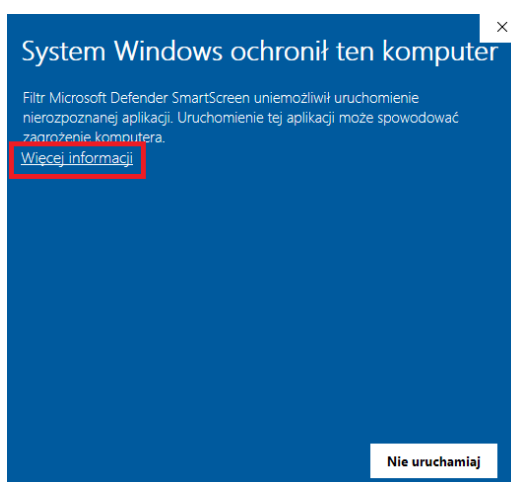 System Windows ochronił ten komputer
Filtr Microsoft Defender SmartScreen uniemożliwił uruchomienie
nierozpoznanej aplikacji. Uruchomienie tej aplikacji może spowodować
zagrożenie komputera.
Więcej informacji
Nie uruchamiaj